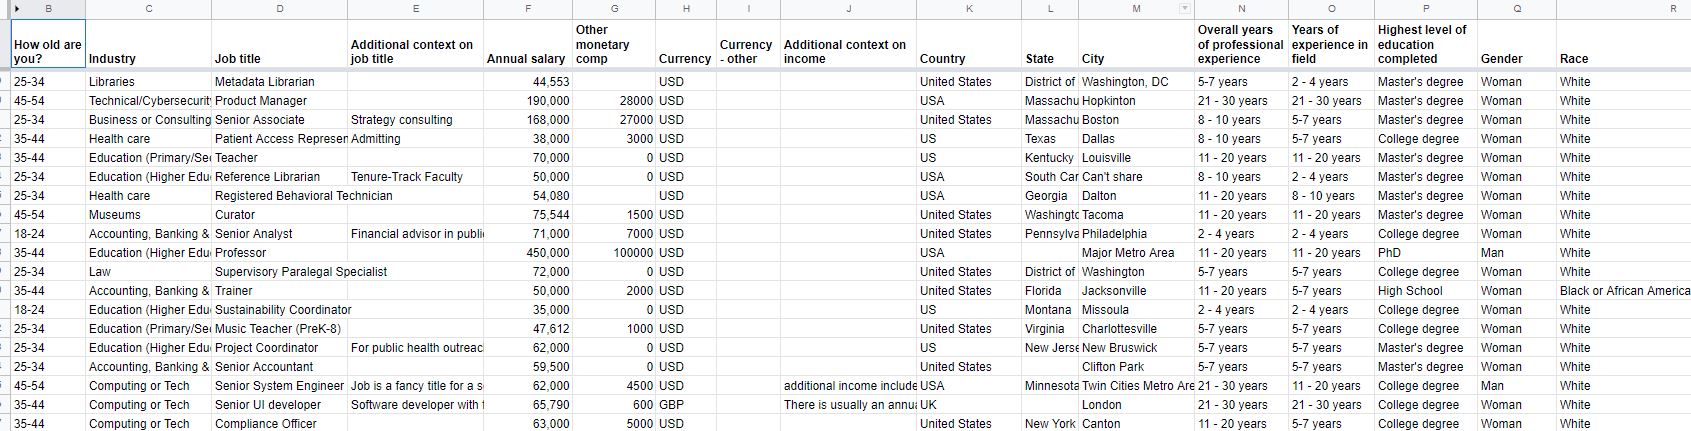 B C D E F G H I J K L M N O P Q R
How old are you? Industry Job title Additional context on job title Annual salary Other monetary comp Currency Currency - other Additional context on income Country State City Overall years of professional experience Years of experience in field Highest level of education completed Gender Race
25-34 Libraries Metadata Librarian 44,553 USD United States District of Washington, DC 5-7 years 2 - 4 years Master's degree Woman White
45-54 Technical/Cybersecurity Product Manager 190,000 28000 USD USA Massachu Hopkinton 21 - 30 years 21 - 30 years Master's degree Woman White
25-34 Business or Consulting Senior Associate Strategy consulting 168,000 27000 USD United States Massachu Boston 8 - 10 years 5-7 years Master's degree Woman White
35-44 Health care Patient Access Represen Admitting 38,000 3000 USD US Texas Dallas 8 - 10 years 5-7 years College degree Woman White
35-44 Education (Primary/Sec Teacher 70,000 0 USD US Kentucky Louisville 11 - 20 years 11 - 20 years Master's degree Woman White
25-34 Education (Higher Edu Reference Librarian Tenure-Track Faculty 50,000 0 USD USA South Car Can't share 8 - 10 years 2 - 4 years Master's degree Woman White
25-34 Health care Registered Behavioral Technician 54,080 USD USA Georgia Dalton 11 - 20 years 8 - 10 years Master's degree Woman White
45-54 Museums Curator 75,544 1500 USD United States Washingto Tacoma 11 - 20 years 11 - 20 years Master's degree Woman White
18-24 Accounting, Banking & Senior Analyst Financial advisor in public 71,000 7000 USD United States Pennsylva Philadelphia 2 - 4 years 2 - 4 years College degree Woman White
35-44 Education (Higher Edu Professor 450,000 100000 USD USA Major Metro Area 11 - 20 years 11 - 20 years PhD Man White
25-34 Law Supervisory Paralegal Specialist 72,000 0 USD United States District of Washington 5-7 years 5-7 years College degree Woman White
35-44 Accounting, Banking & Trainer 50,000 2000 USD United States Florida Jacksonville 11 - 20 years 5-7 years High School Woman Black or African America
18-24 Education (Higher Edu Sustainability Coordinator 35,000 0 USD US Montana Missoula 2 - 4 years 2 - 4 years College degree Woman White
25-34 Education (Primary/Sec Music Teacher (PreK-8) 47,612 1000 USD United States Virginia Charlottesville 5-7 years 5-7 years College degree Woman White
25-34 Education (Higher Edu Project Coordinator For public health outreac 62,000 0 USD US New Jerse New Bruswick 5-7 years 5-7 years Master's degree Woman White
25-34 Accounting, Banking & Senior Accountant 59,500 0 USD United States Clifton Park 5-7 years 5-7 years Master's degree Woman White
45-54 Computing or Tech Senior System Engineer Job is a fancy title for a s 62,000 4500 USD additional income include USA Minnesota Twin Cities Metro Are 21 - 30 years 11 - 20 years College degree Man White
35-44 Computing or Tech Senior UI developer Software developer with f 65,790 600 GBP There is usually an annua UK London 21 - 30 years 21 - 30 years College degree Woman White
35-44 Computing or Tech Compliance Officer 63,000 5000 USD United States New York Canton 11 - 20 years 5-7 years College degree Woman White